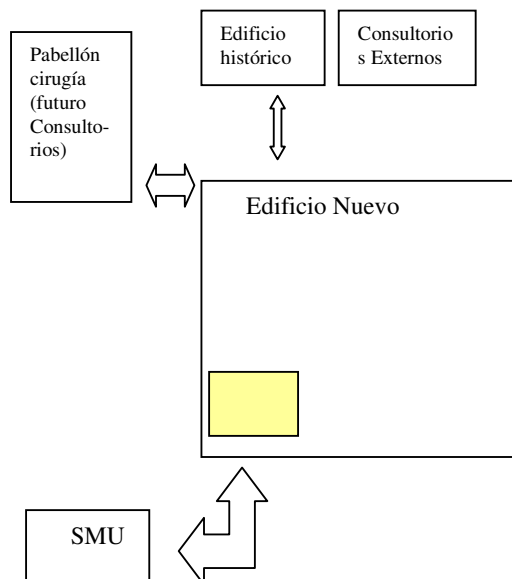 Pabellón
cirugía
(futuro
Consulto-
rios)
Edificio
histórico
Consultorio
s Externos
Edificio Nuevo
SMU